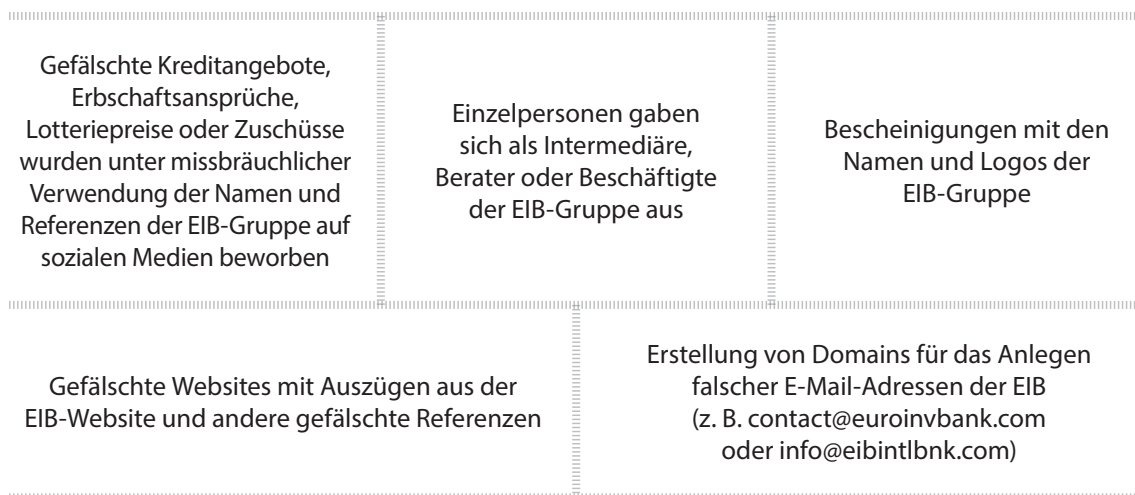 Gefälschte Kreditangebote,
Erbschaftsansprüche,
Lotteriepreise oder Zuschüsse
wurden unter missbräuchlicher
Verwendung der Namen und
Referenzen der EIB-Gruppe auf
sozialen Medien beworben
Einzelpersonen gaben
sich als Intermediäre,
Berater oder Beschäftigte
der EIB-Gruppe aus
Bescheinigungen mit den
Namen und Logos der
EIB-Gruppe
Gefälschte Websites mit Auszügen aus der
EIB-Website und andere gefälschte Referenzen
Erstellung von Domains für das Anlegen
falscher E-Mail-Adressen der EIB
(z. B. contact@euroinvbank.com
oder info@eibintlbnk.com)